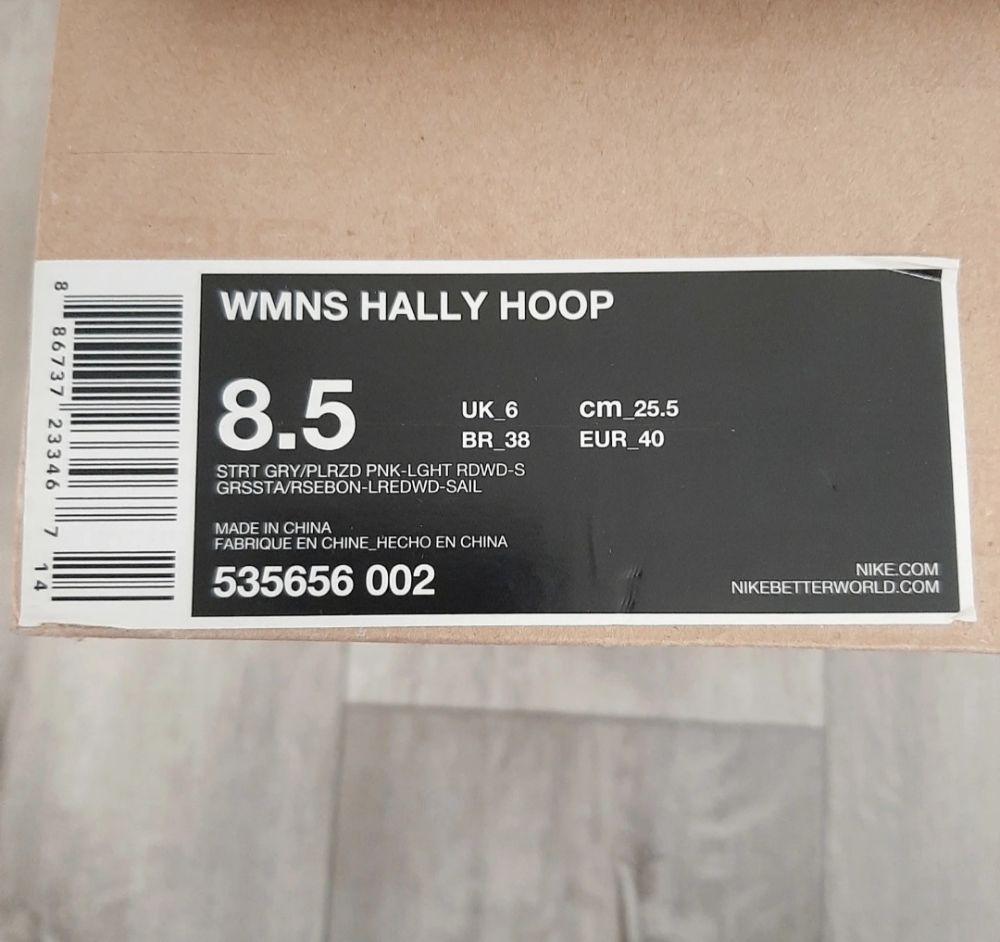 WMNS HALLY HOOP
8.5
UK_6 cm_25.5
BR_38 EUR_40
STRT GRY/PLRZD PNK-LGHT RDWD-S
GRSSTA/RSEBON-LREDWD-SAIL
MADE IN CHINA
FABRIQUE EN CHINE_HECHO EN CHINA
535656 002
NIKE.COM
NIKEBETTERWORLD.COM
8 86737 23346 7 14